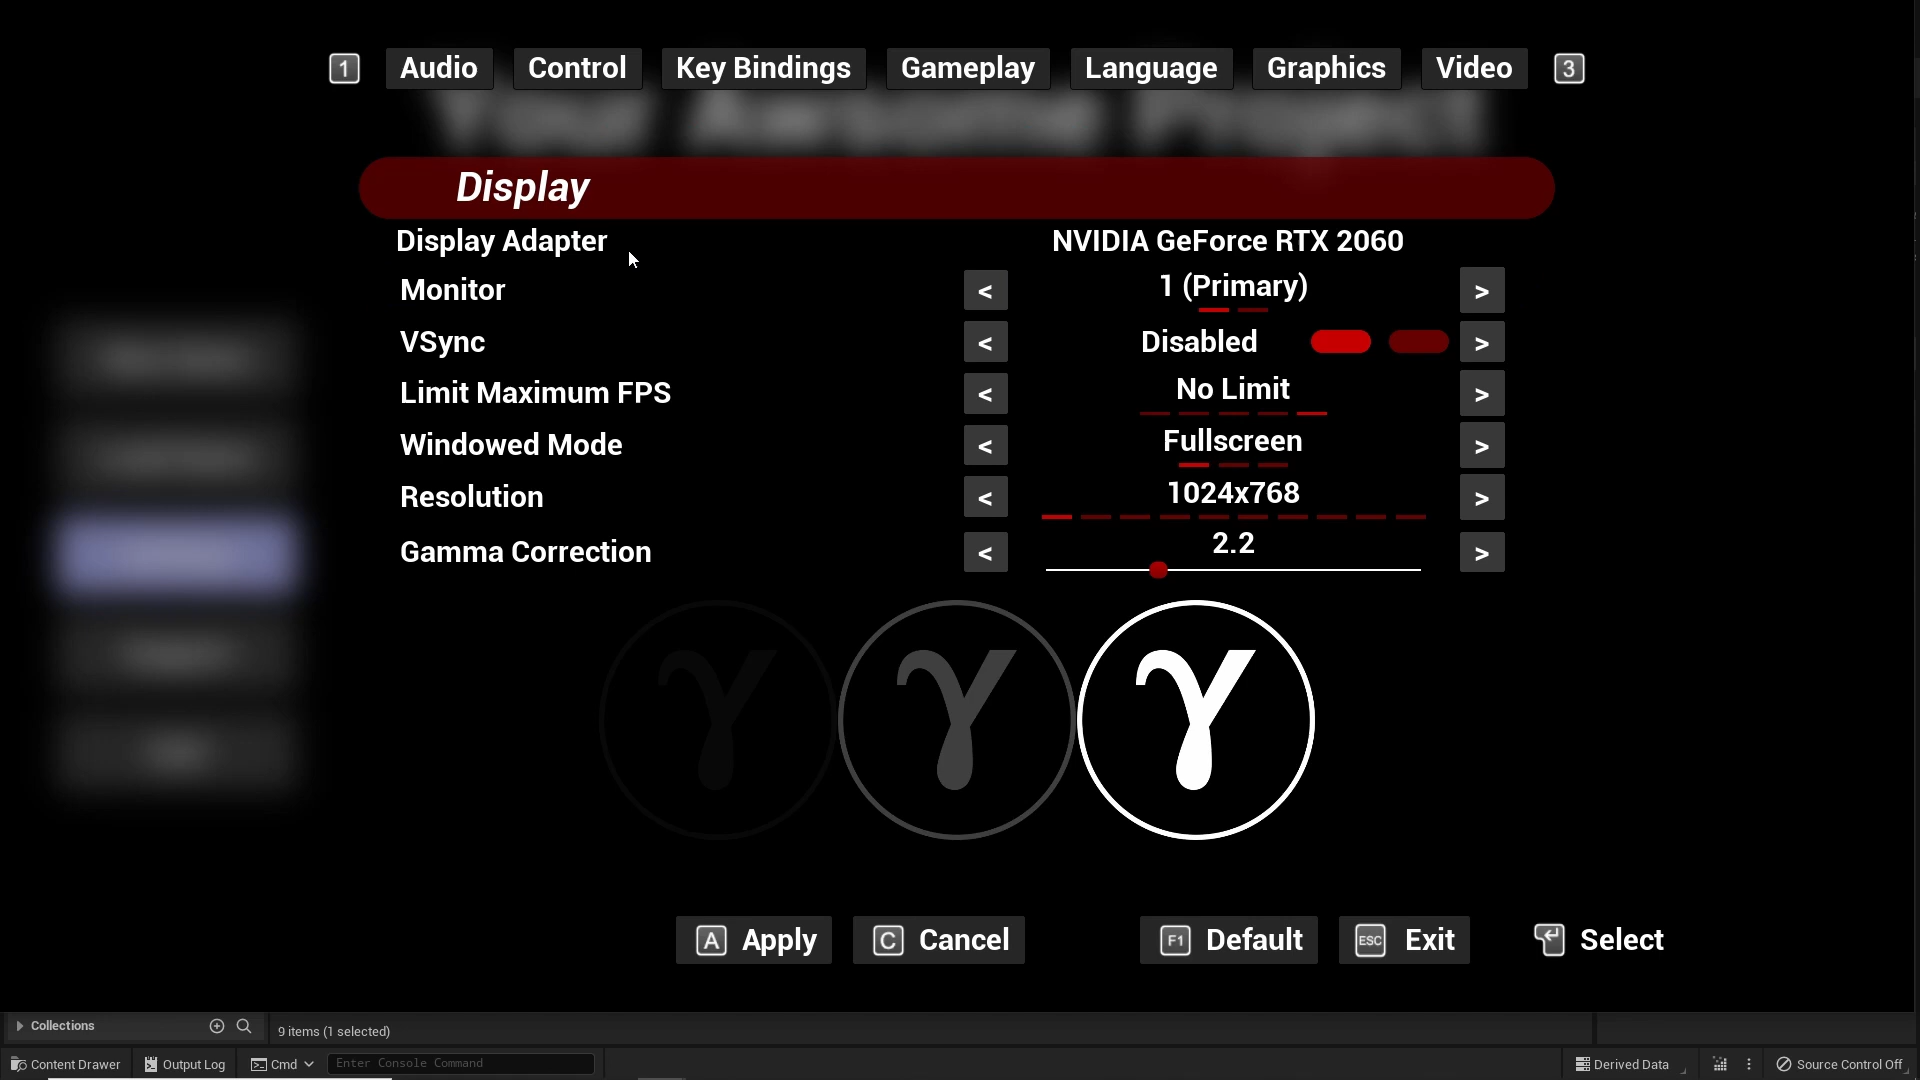 1 Audio Control Key Bindings Gameplay Language Graphics Video 3
Your Awesome Project
Display
Display Adapter NVIDIA GeForce RTX 2060
Monitor < 1 (Primary) >
VSync < Disabled >
Limit Maximum FPS < No Limit >
Windowed Mode < Fullscreen >
Resolution < 1024x768 >
Gamma Correction < 2.2 >
γ γ γ
A Apply C Cancel F1 Default ESC Exit Select
Collections 9 items (1 selected)
Content Drawer Output Log Cmd Enter Console Command Derived Data Source Control Off